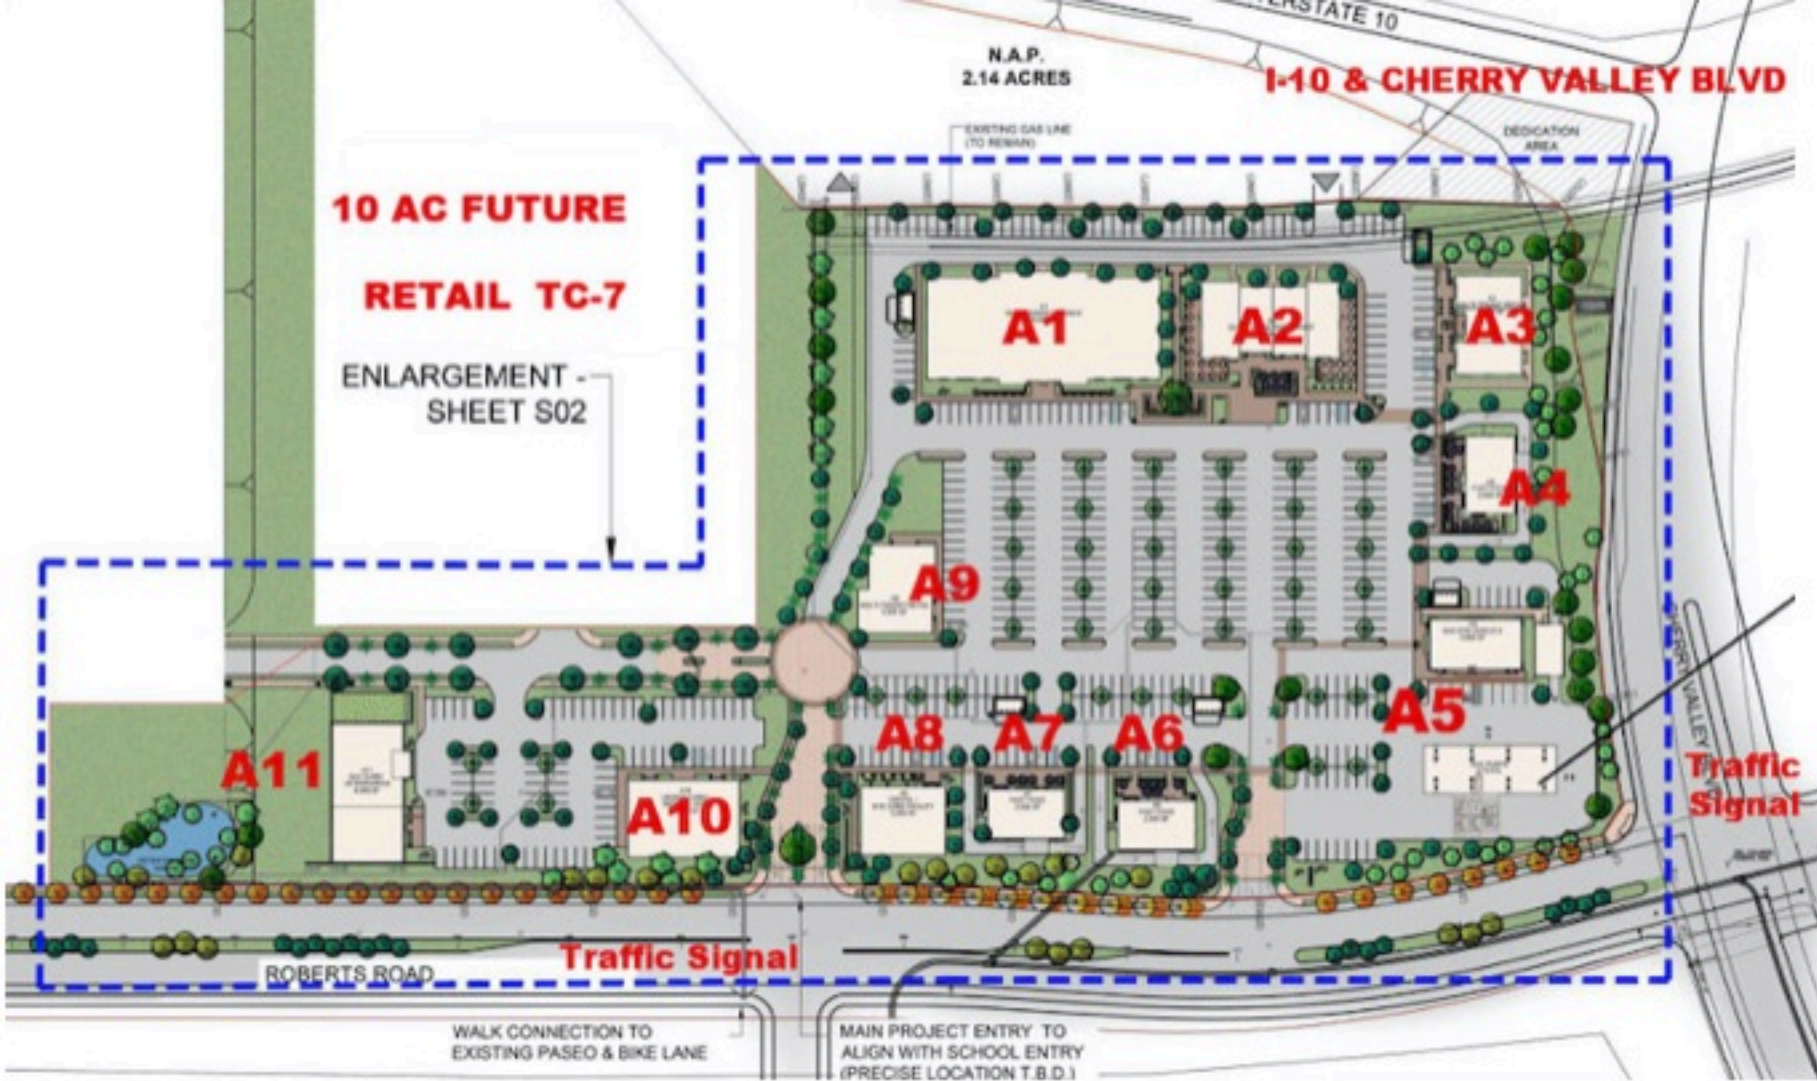 TERSTATE 10
N.A.P.
2.14 ACRES
I-10 & CHERRY VALLEY BLVD
EXISTING GAS LINE
(TO REMAIN)
DEDICATION
AREA
10 AC FUTURE
RETAIL TC-7
ENLARGEMENT -
SHEET S02
A1
A2
A3
A4
A9
A5
A8
A7
A6
A11
A10
CHERRY VALLEY
Traffic
Signal
Traffic Signal
ROBERTS ROAD
WALK CONNECTION TO
EXISTING PASEO & BIKE LANE
MAIN PROJECT ENTRY TO
ALIGN WITH SCHOOL ENTRY
(PRECISE LOCATION T.B.D.)